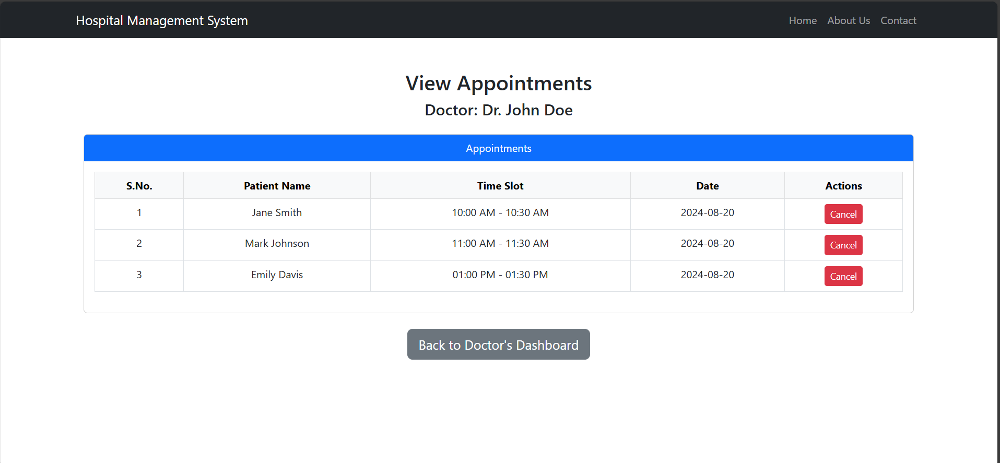 Hospital Management System Home About Us Contact
View Appointments
Doctor: Dr. John Doe
Appointments
S.No. Patient Name Time Slot Date Actions
1 Jane Smith 10:00 AM - 10:30 AM 2024-08-20 Cancel
2 Mark Johnson 11:00 AM - 11:30 AM 2024-08-20 Cancel
3 Emily Davis 01:00 PM - 01:30 PM 2024-08-20 Cancel
Back to Doctor's Dashboard